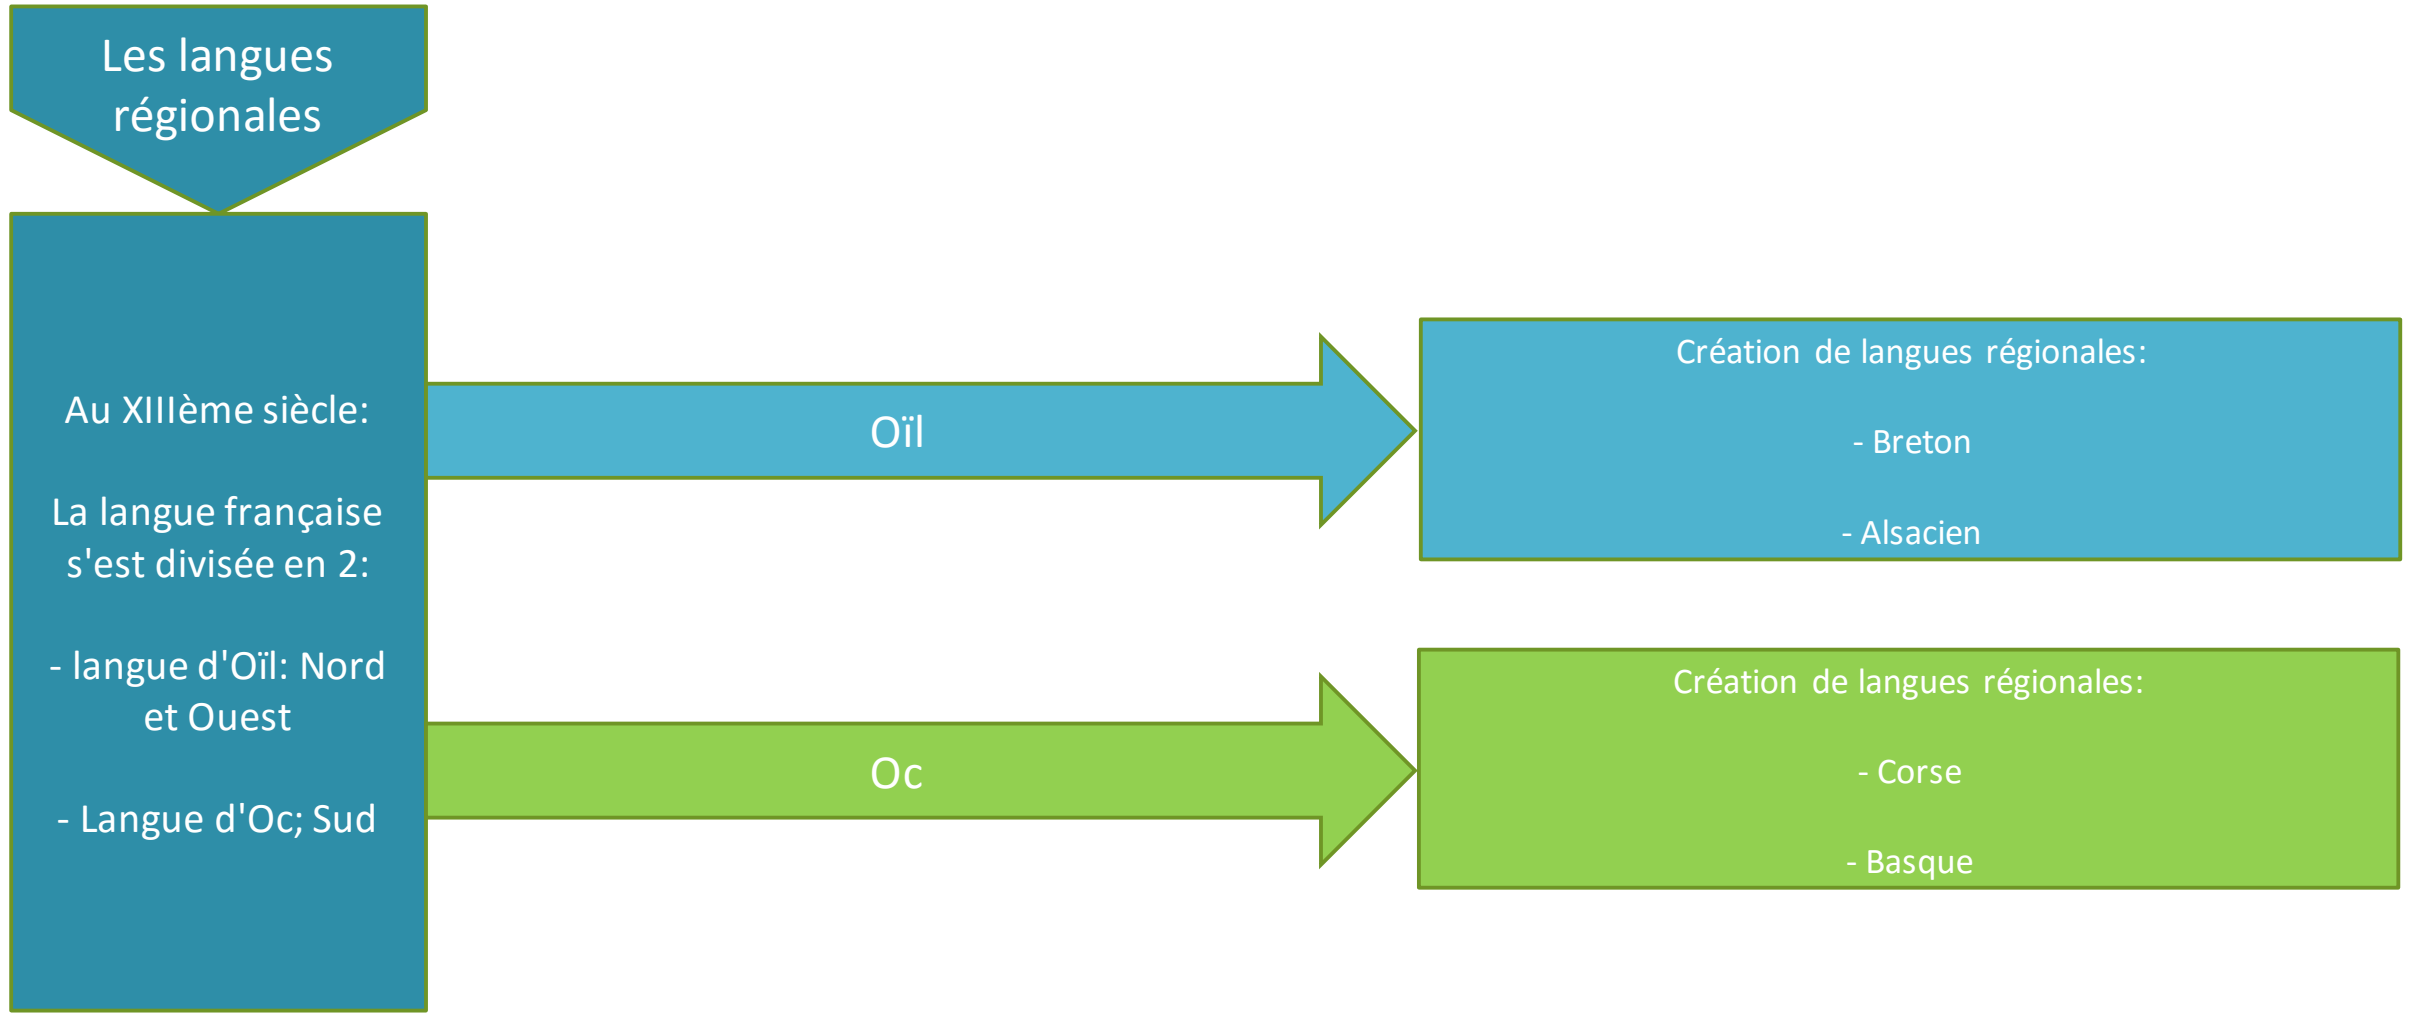 Les langues
régionales
Au XIIIème siècle:
La langue française
s'est divisée en 2:
- langue d'Oïl: Nord
et Ouest
- Langue d'Oc; Sud
Oïl
Création de langues régionales:
- Breton
- Alsacien
Oc
Création de langues régionales:
- Corse
- Basque